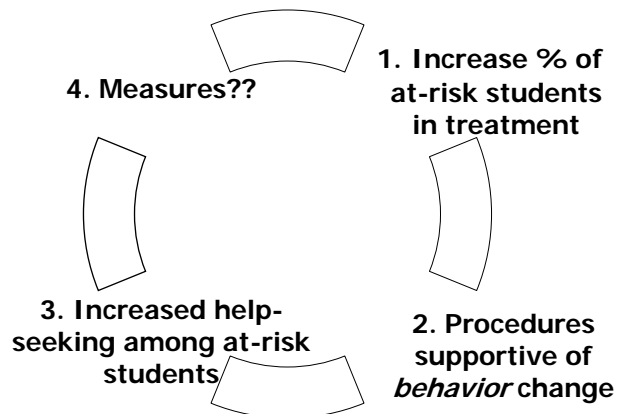 1. Increase % of
at-risk students
in treatment
2. Procedures
supportive of
behavior change
3. Increased help-
seeking among at-risk
students
4. Measures??